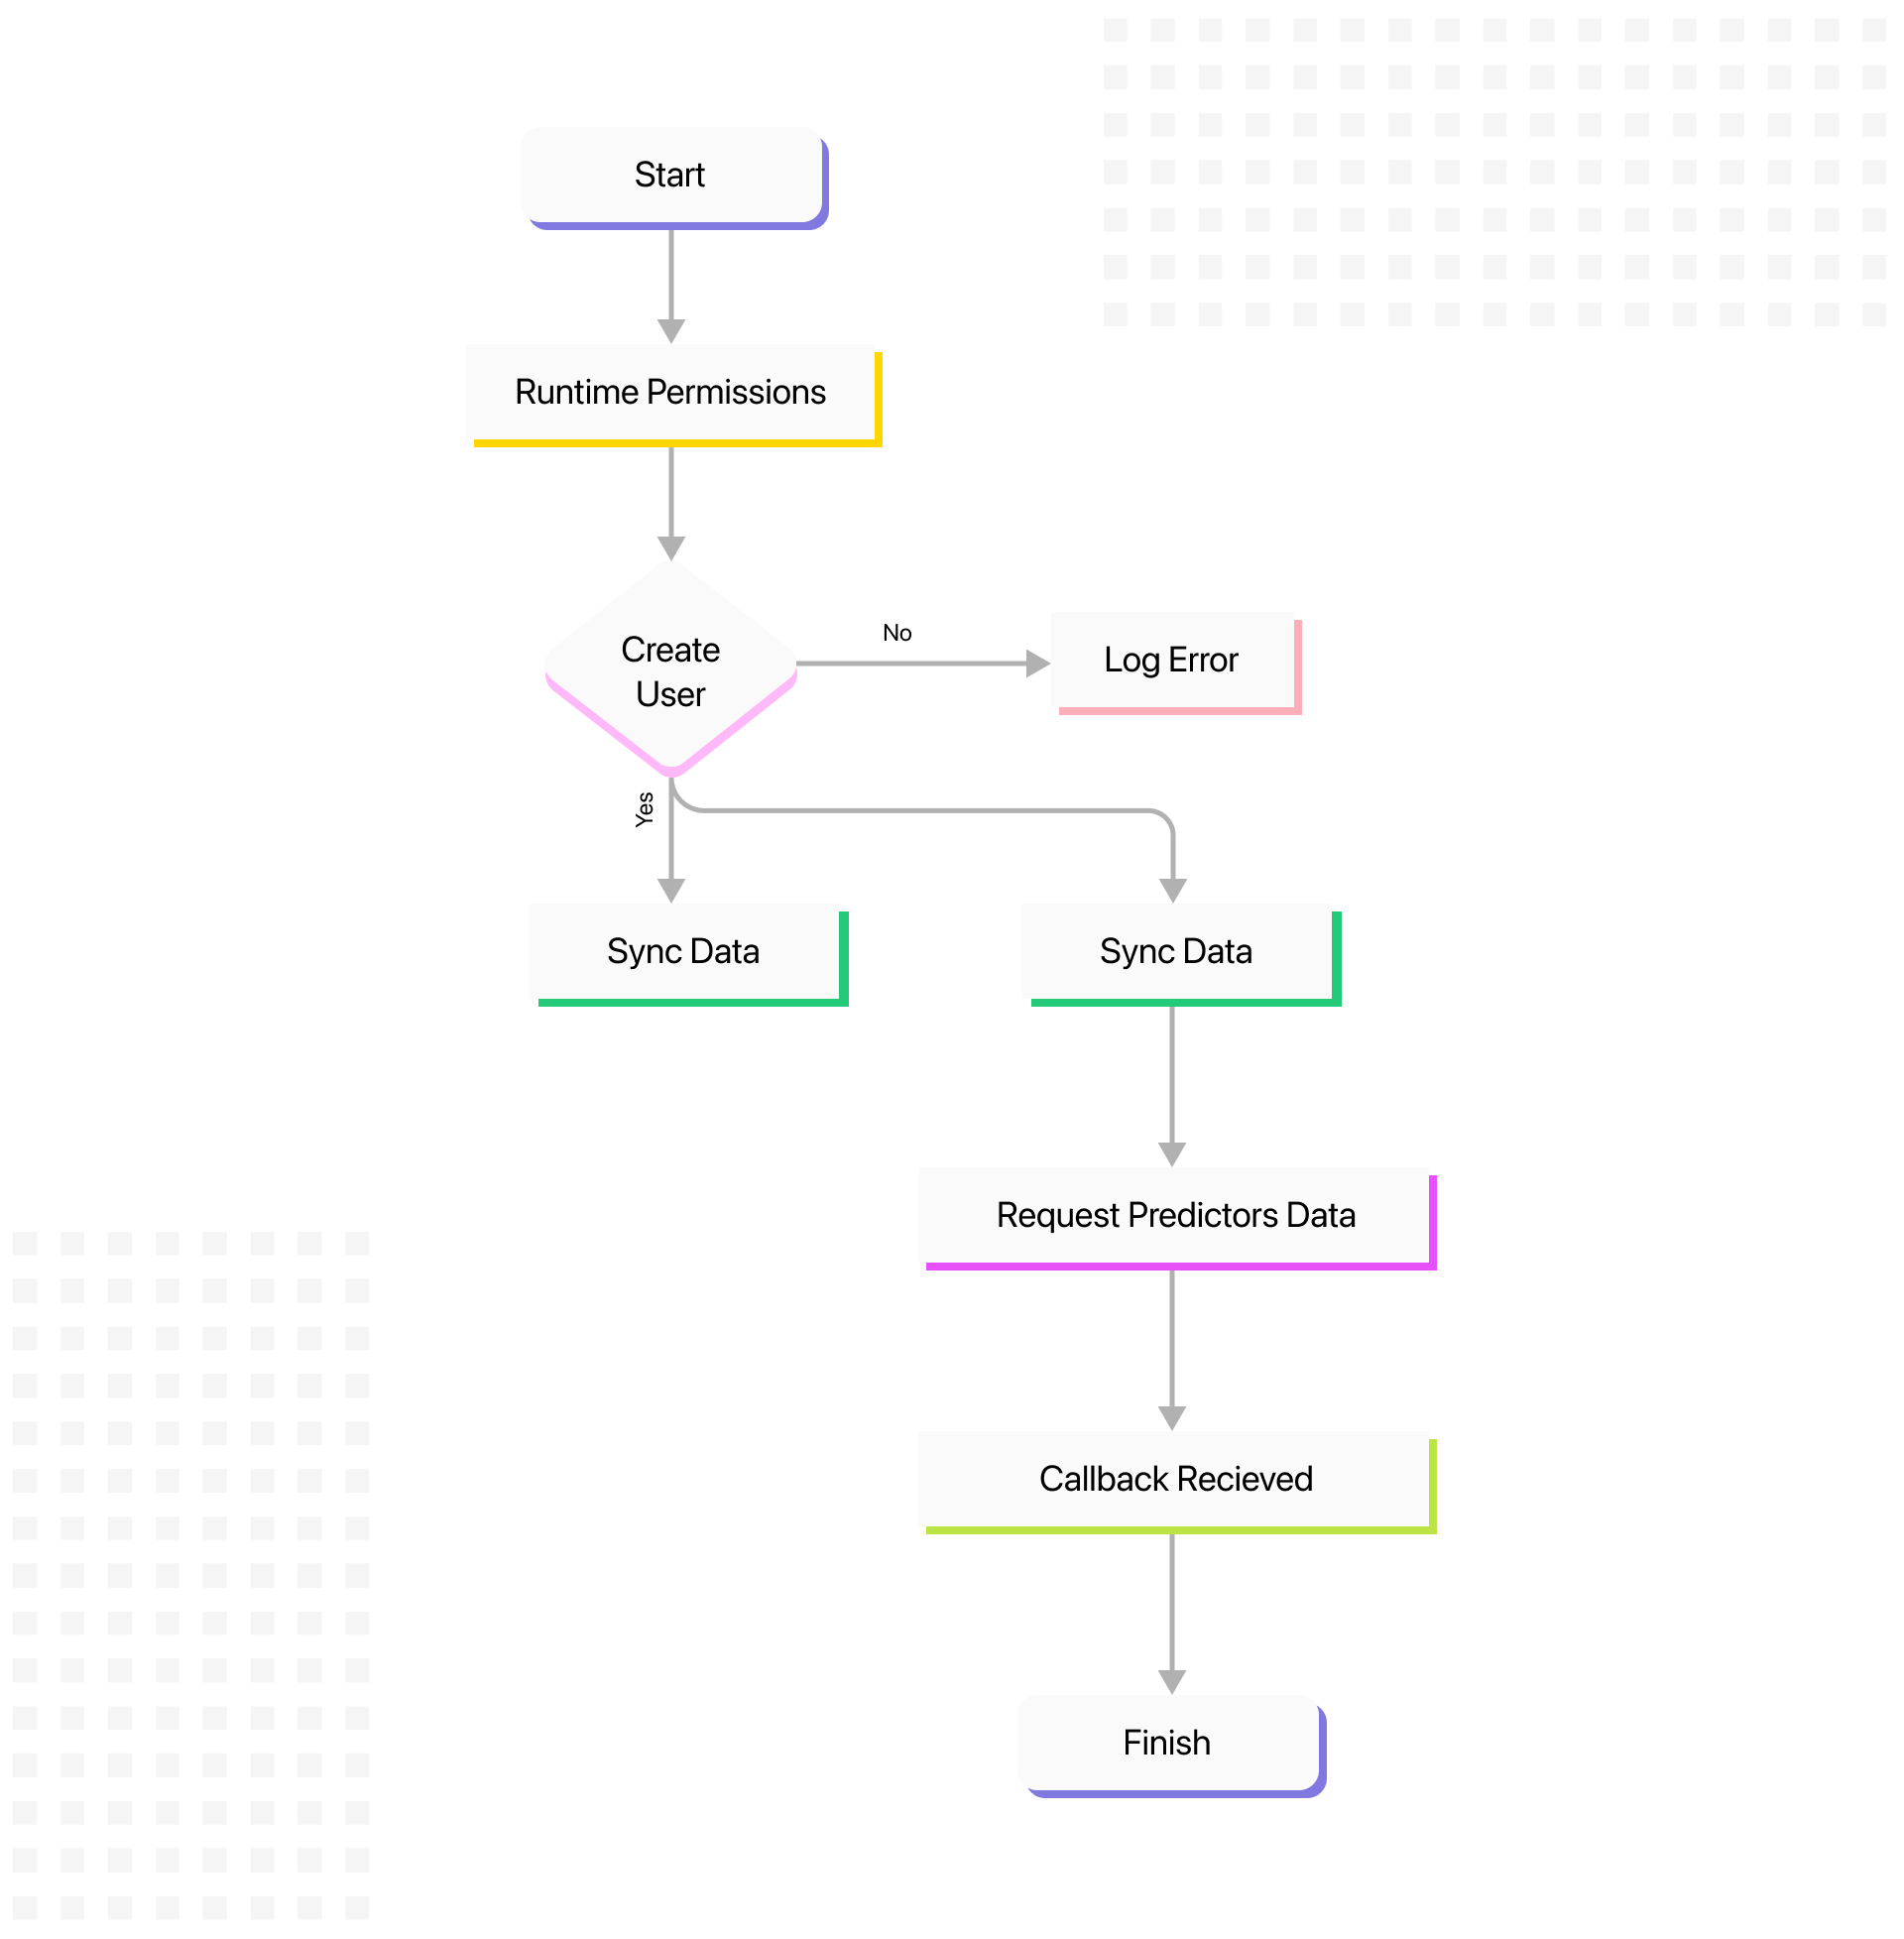 Start
Runtime Permissions
Create
User
No
Log Error
Yes
Sync Data
Sync Data
Request Predictors Data
Callback Recieved
Finish